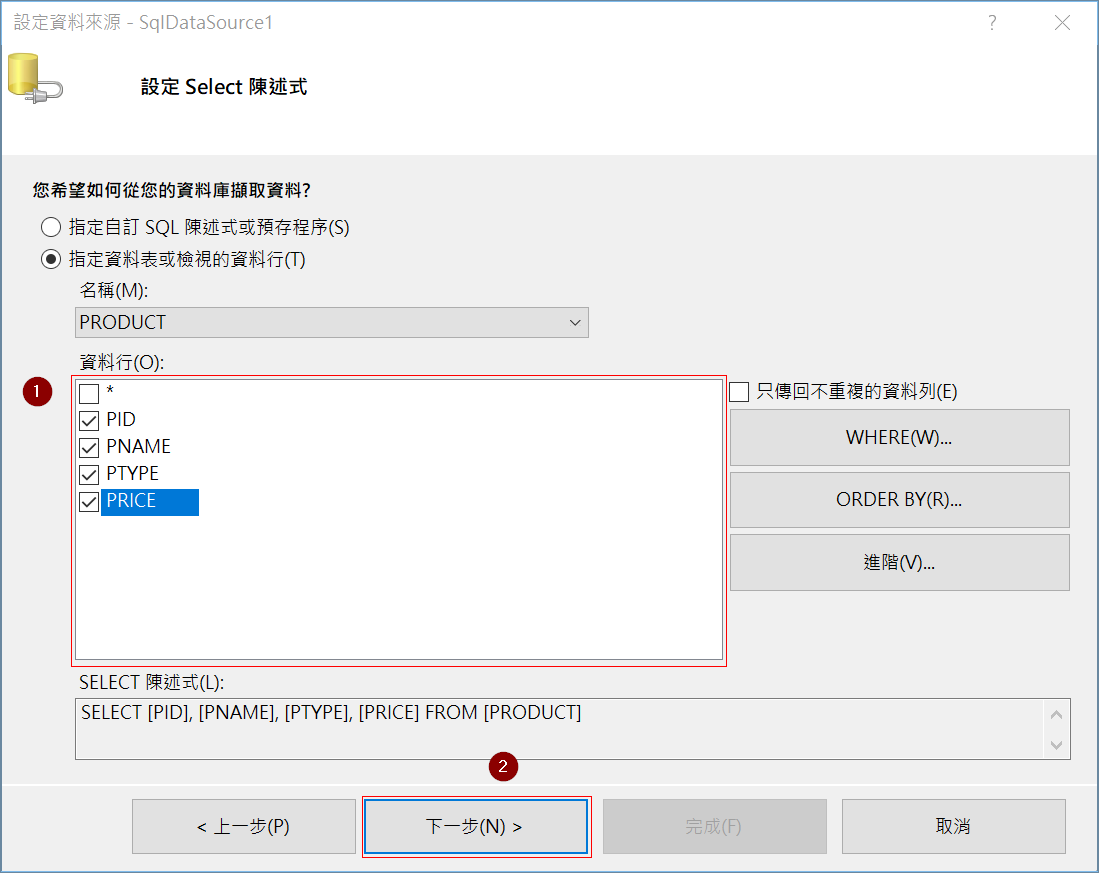 設定資料來源 - SqlDataSource1
?
設定 Select 陳述式
您希望如何從您的資料庫擷取資料?
指定自訂 SQL 陳述式或預存程序(S)
指定資料表或檢視的資料行(T)
名稱(M):
PRODUCT
資料行(O):
1
*
只傳回不重複的資料列(E)
PID
WHERE(W)...
PNAME
PTYPE
PRICE
ORDER BY(R)...
進階(V)...
SELECT 陳述式(L):
SELECT [PID], [PNAME], [PTYPE], [PRICE] FROM [PRODUCT]
2
< 上一步(P)
下一步(N) >
完成(F)
取消